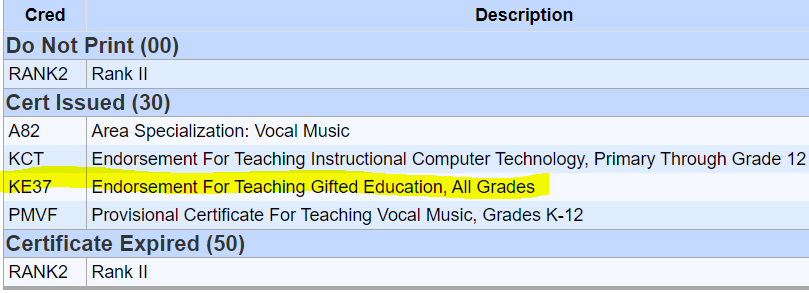 Cred Description
Do Not Print (00)
RANK2 Rank II
Cert Issued (30)
A82 Area Specialization: Vocal Music
KCT Endorsement For Teaching Instructional Computer Technology, Primary Through Grade 12
KE37 Endorsement For Teaching Gifted Education, All Grades
PMVF Provisional Certificate For Teaching Vocal Music, Grades K-12
Certificate Expired (50)
RANK2 Rank II